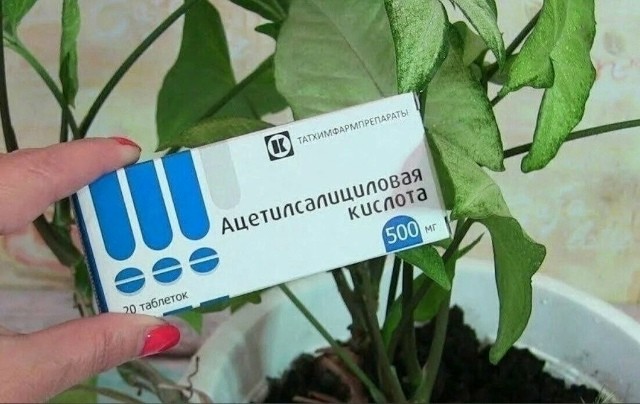 ТАТХИМФАРМПРЕПАРАТЫ
Ацетилсалициловая
кислота
500 мг
20 таблеток